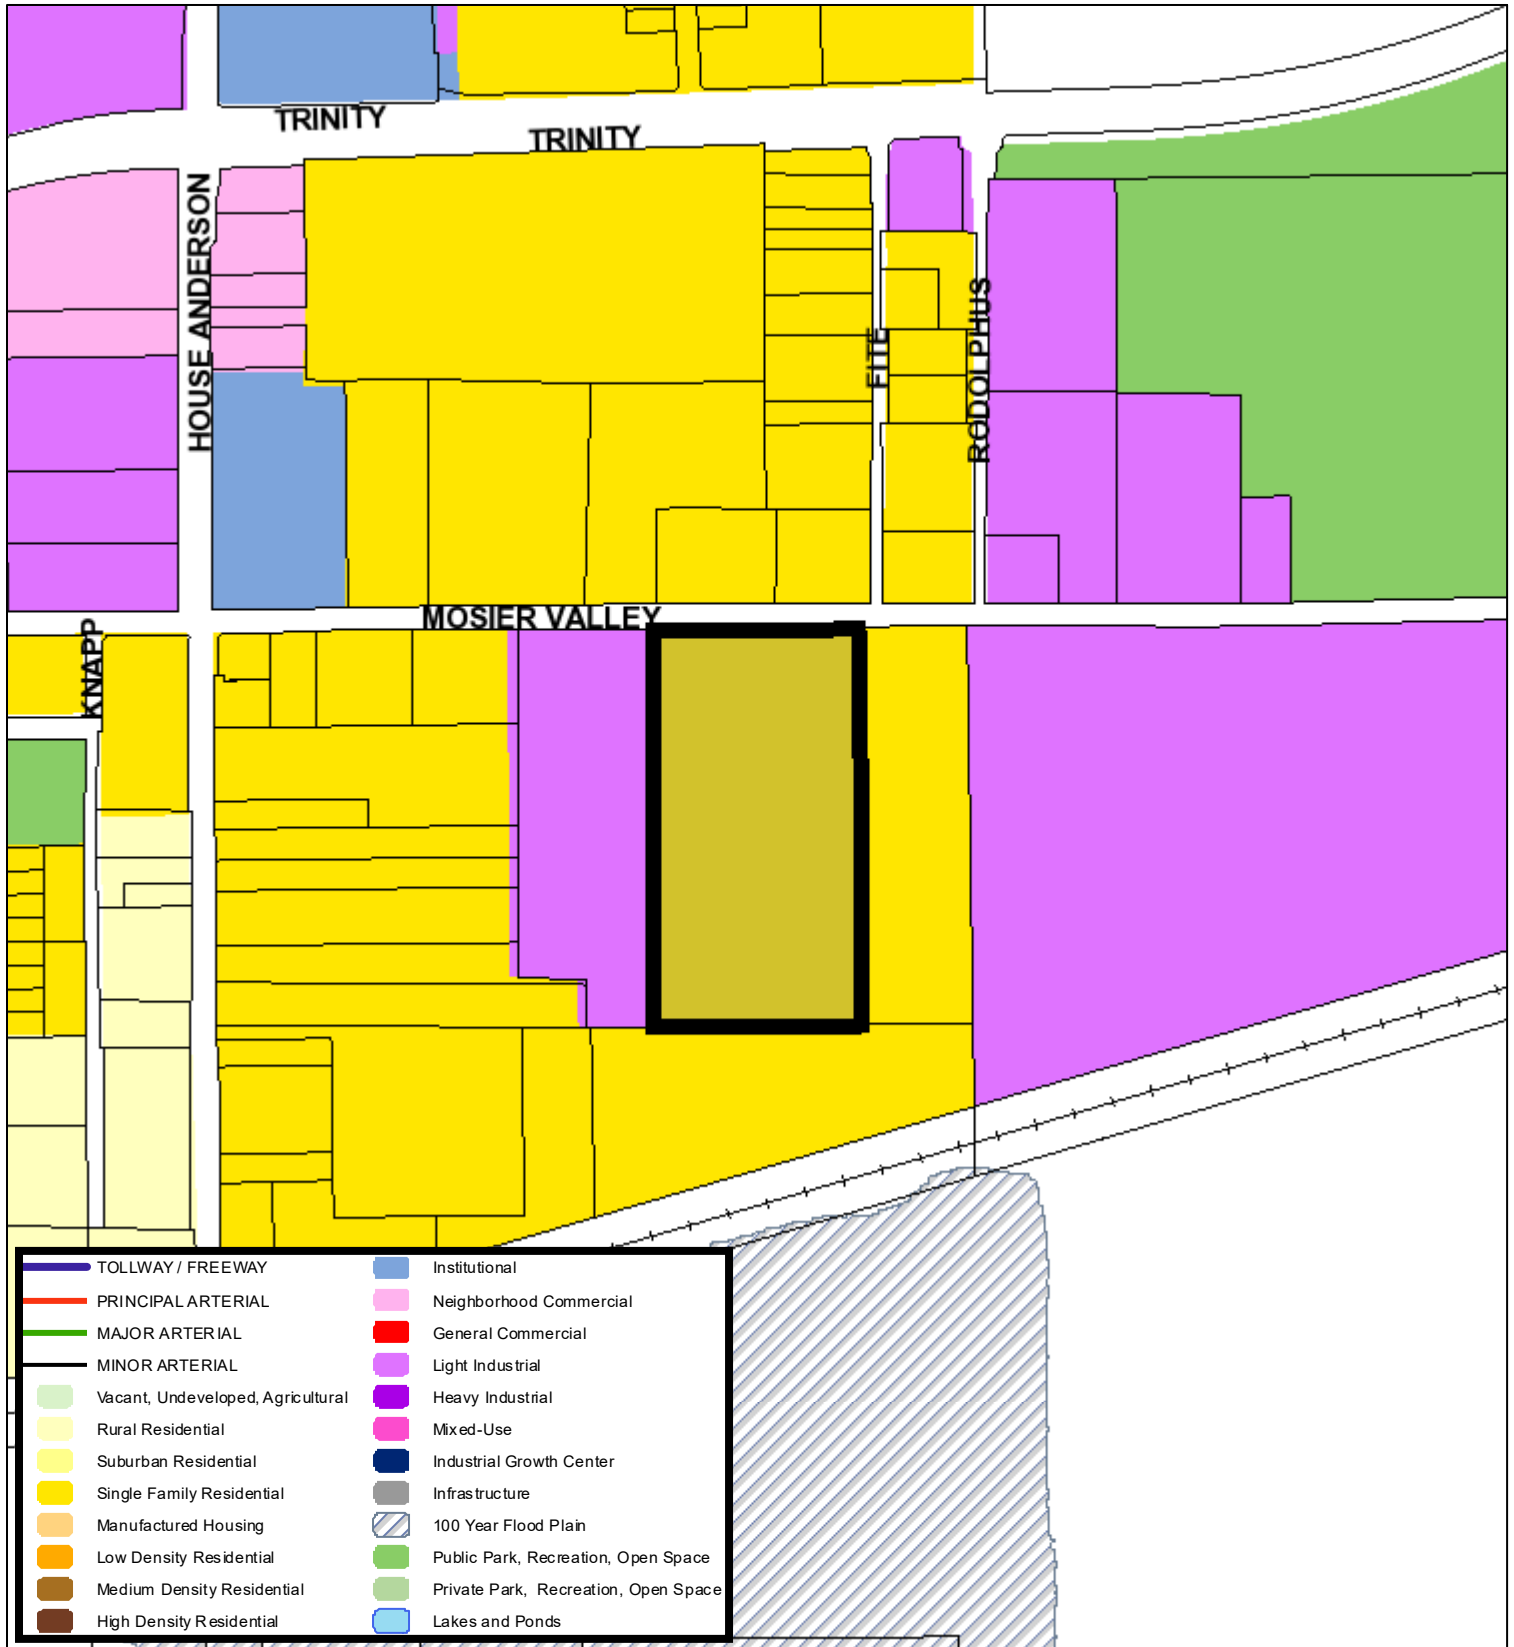 TRINITY
TRINITY
HOUSE ANDERSON
FITE
RODOLPHUS
MOSIER VALLEY
KNAPP
TOLLWAY / FREEWAY
PRINCIPAL ARTERIAL
MAJOR ARTERIAL
MINOR ARTERIAL
Vacant, Undeveloped, Agricultural
Rural Residential
Suburban Residential
Single Family Residential
Manufactured Housing
Low Density Residential
Medium Density Residential
High Density Residential
Institutional
Neighborhood Commercial
General Commercial
Light Industrial
Heavy Industrial
Mixed-Use
Industrial Growth Center
Infrastructure
100 Year Flood Plain
Public Park, Recreation, Open Space
Private Park, Recreation, Open Space
Lakes and Ponds